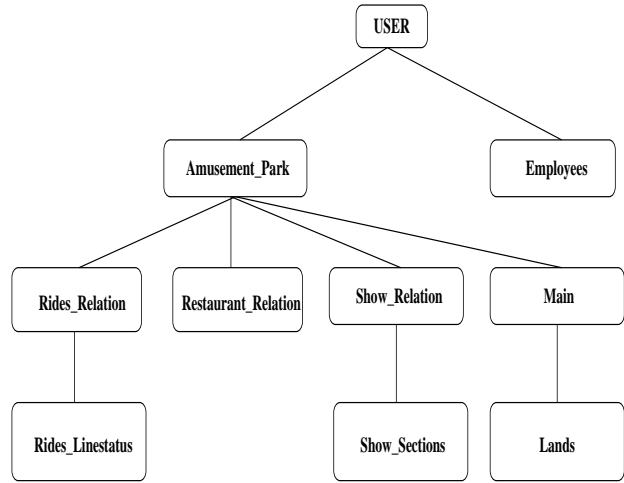 USER
Amusement_Park
Employees
Rides_Relation
Restaurant_Relation
Show_Relation
Main
Rides_Linestatus
Show_Sections
Lands